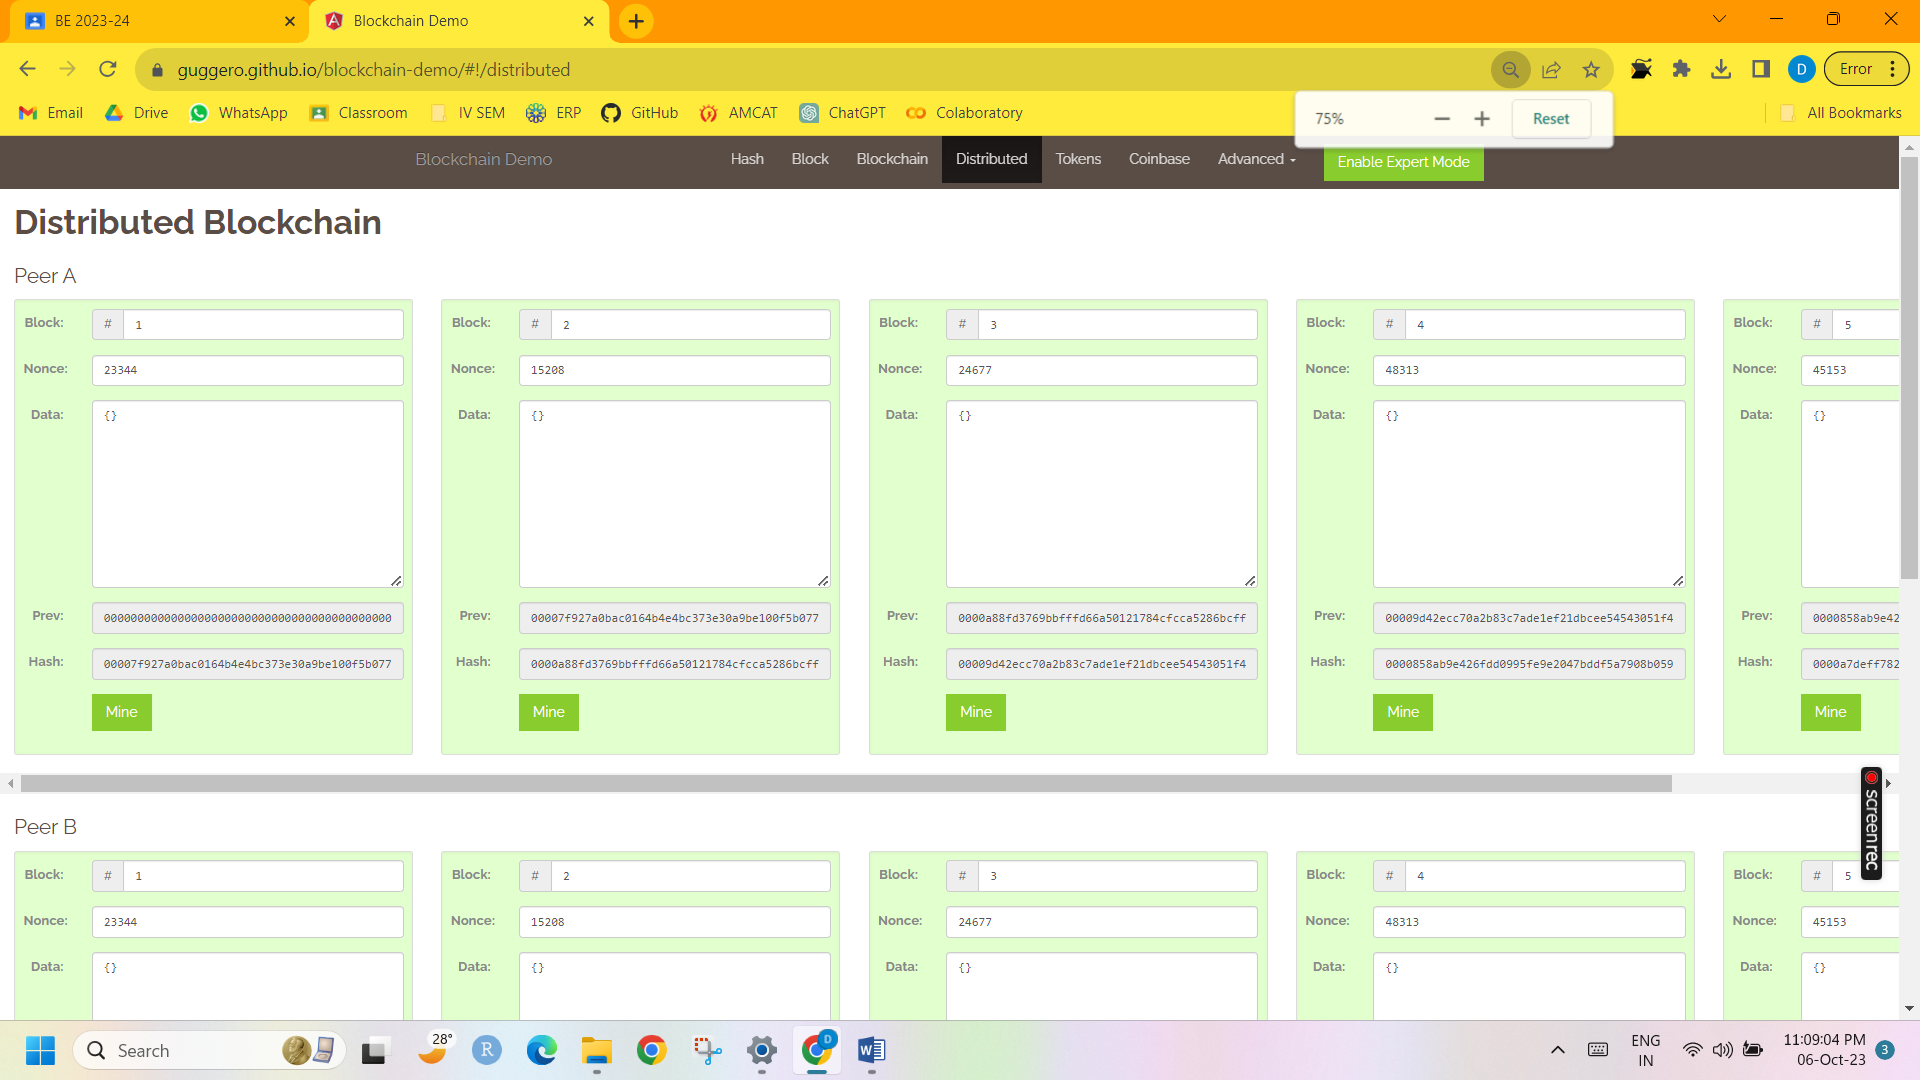 BE 2023-24
Blockchain Demo
guggero.github.io/blockchain-demo/#!/distributed
D
Error
Email Drive WhatsApp Classroom IV SEM ERP GitHub AMCAT ChatGPT Colaboratory
All Bookmarks
75% Reset
Blockchain Demo Hash Block Blockchain Distributed Tokens Coinbase Advanced Enable Expert Mode
Distributed Blockchain
Peer A
Block: # 1 Block: # 2 Block: # 3 Block: # 4 Block: # 5
Nonce: 23344 Nonce: 15208 Nonce: 24677 Nonce: 48313 Nonce: 45153
Data: {} Data: {} Data: {} Data: {} Data: {}
Prev: 00000000000000000000000000000000000000000 Prev: 00007f927a0bac0164b4e4bc373e30a9be100f5b077 Prev: 0000a88fd3769bbfffd66a50121784cfcca5286bcff Prev: 00009d42ecc70a2b83c7ade1ef21dbcee54543051f4 Prev: 0000858ab9e42
Hash: 00007f927a0bac0164b4e4bc373e30a9be100f5b077 Hash: 0000a88fd3769bbfffd66a50121784cfcca5286bcff Hash: 00009d42ecc70a2b83c7ade1ef21dbcee54543051f4 Hash: 0000858ab9e426fdd0995fe9e2047bddf5a7908b059 Hash: 0000a7deff782
Mine Mine Mine Mine Mine
screenrec
Peer B
Block: # 1 Block: # 2 Block: # 3 Block: # 4 Block: # 5
Nonce: 23344 Nonce: 15208 Nonce: 24677 Nonce: 48313 Nonce: 45153
Data: {} Data: {} Data: {} Data: {} Data: {}
Search
28°
R
D
ENG
IN
11:09:04 PM
06-Oct-23
3